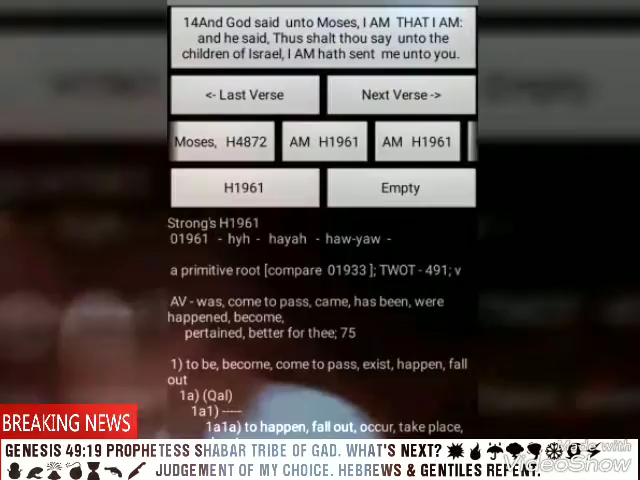 14And God said unto Moses, I AM THAT I AM:
and he said, Thus shalt thou say unto the
children of Israel, I AM hath sent me unto you.
<- Last Verse Next Verse ->
Moses, H4872 AM H1961 AM H1961
H1961 Empty
Strong's H1961
01961 - hyh - hayah - haw-yaw -
a primitive root [compare 01933 ]; TWOT - 491; v
AV - was, come to pass, came, has been, were
happened, become,
pertained, better for thee; 75
1) to be, become, come to pass, exist, happen, fall
out
1a) (Qal)
1a1) -----
1a1a) to happen, fall out, occur, take place,
BREAKING NEWS
GENESIS 49:19 PROPHETESS SHABAR TRIBE OF GAD. WHAT'S NEXT?
JUDGEMENT OF MY CHOICE. HEBREWS & GENTILES REPENT.
Made with
VideoShow